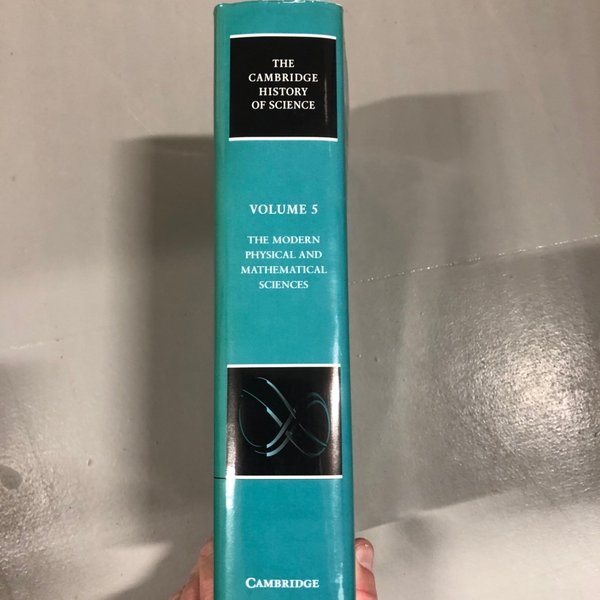 THE
CAMBRIDGE
HISTORY
OF SCIENCE
VOLUME 5
THE MODERN
PHYSICAL AND
MATHEMATICAL
SCIENCES
CAMBRIDGE